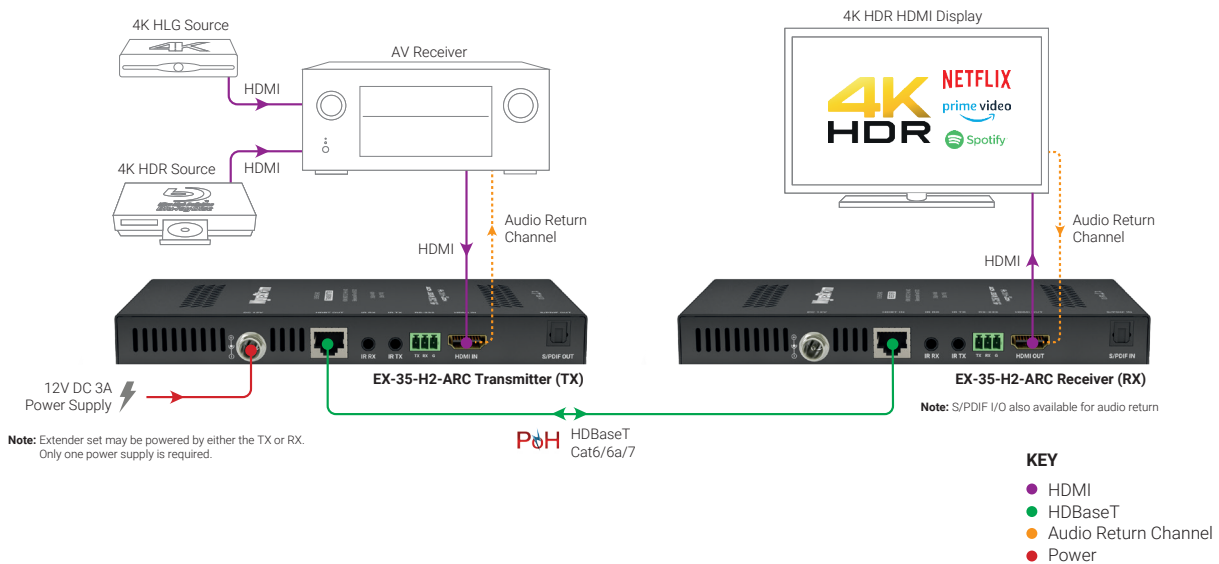 4K HLG Source
4K
HDMI
AV Receiver
4K HDR Source
HDMI
4K HDR HDMI Display
4K
HDR
NETFLIX
prime video
Spotify
HDMI
Audio Return
Channel
HDMI
Audio Return
Channel
IR RX
IR TX
TX RX G
HDMI IN
S/PDIF OUT
EX-35-H2-ARC Transmitter (TX)
IR RX
IR TX
TX RX G
HDMI OUT
S/PDIF IN
EX-35-H2-ARC Receiver (RX)
12V DC 3A
Power Supply
Note: S/PDIF I/O also available for audio return
Note: Extender set may be powered by either the TX or RX.
Only one power supply is required.
PoH
HDBaseT
Cat6/6a/7
KEY
HDMI
HDBaseT
Audio Return Channel
Power